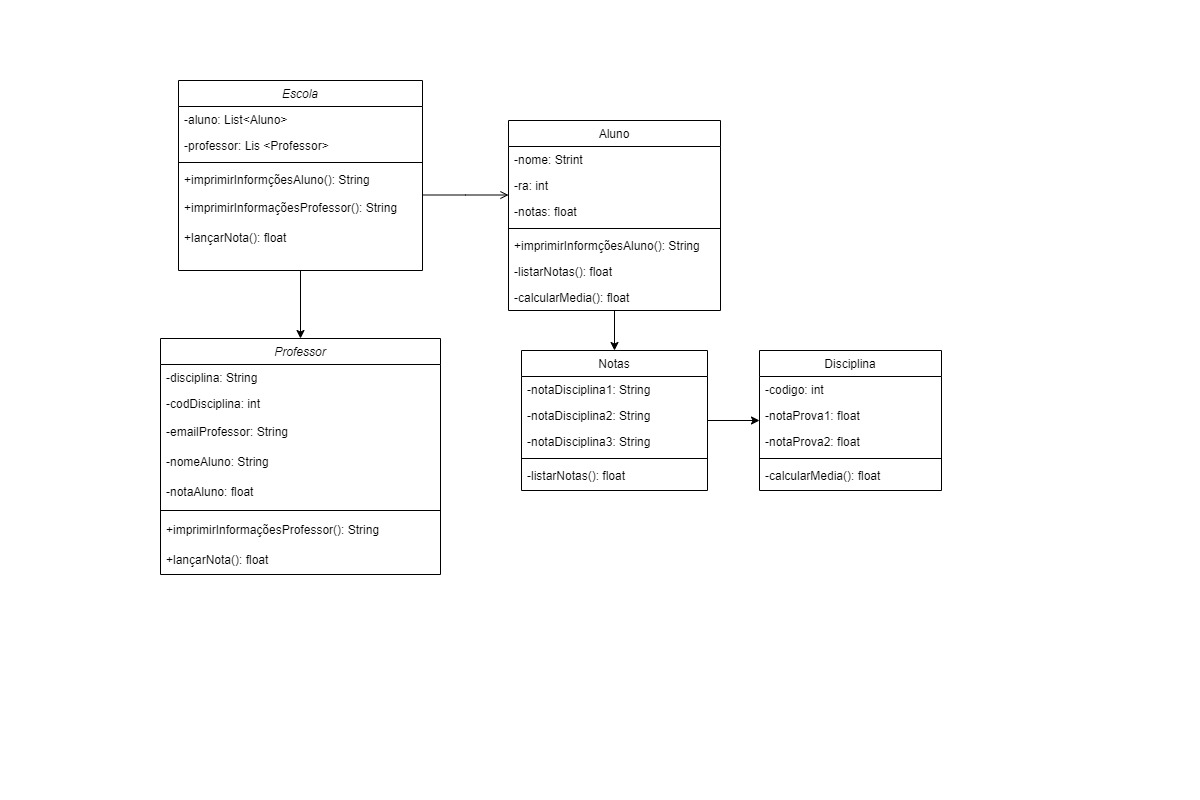 Escola
-aluno: List<Aluno>
-professor: Lis <Professor>
+imprimirInformçõesAluno(): String
+imprimirInformaçõesProfessor(): String
+lançarNota(): float
Aluno
-nome: Strint
-ra: int
-notas: float
+imprimirInformçõesAluno(): String
-listarNotas(): float
-calcularMedia(): float
Professor
-disciplina: String
-codDisciplina: int
-emailProfessor: String
-nomeAluno: String
-notaAluno: float
+imprimirInformaçõesProfessor(): String
+lançarNota(): float
Notas
-notaDisciplina1: String
-notaDisciplina2: String
-notaDisciplina3: String
-listarNotas(): float
Disciplina
-codigo: int
-notaProva1: float
-notaProva2: float
-calcularMedia(): float